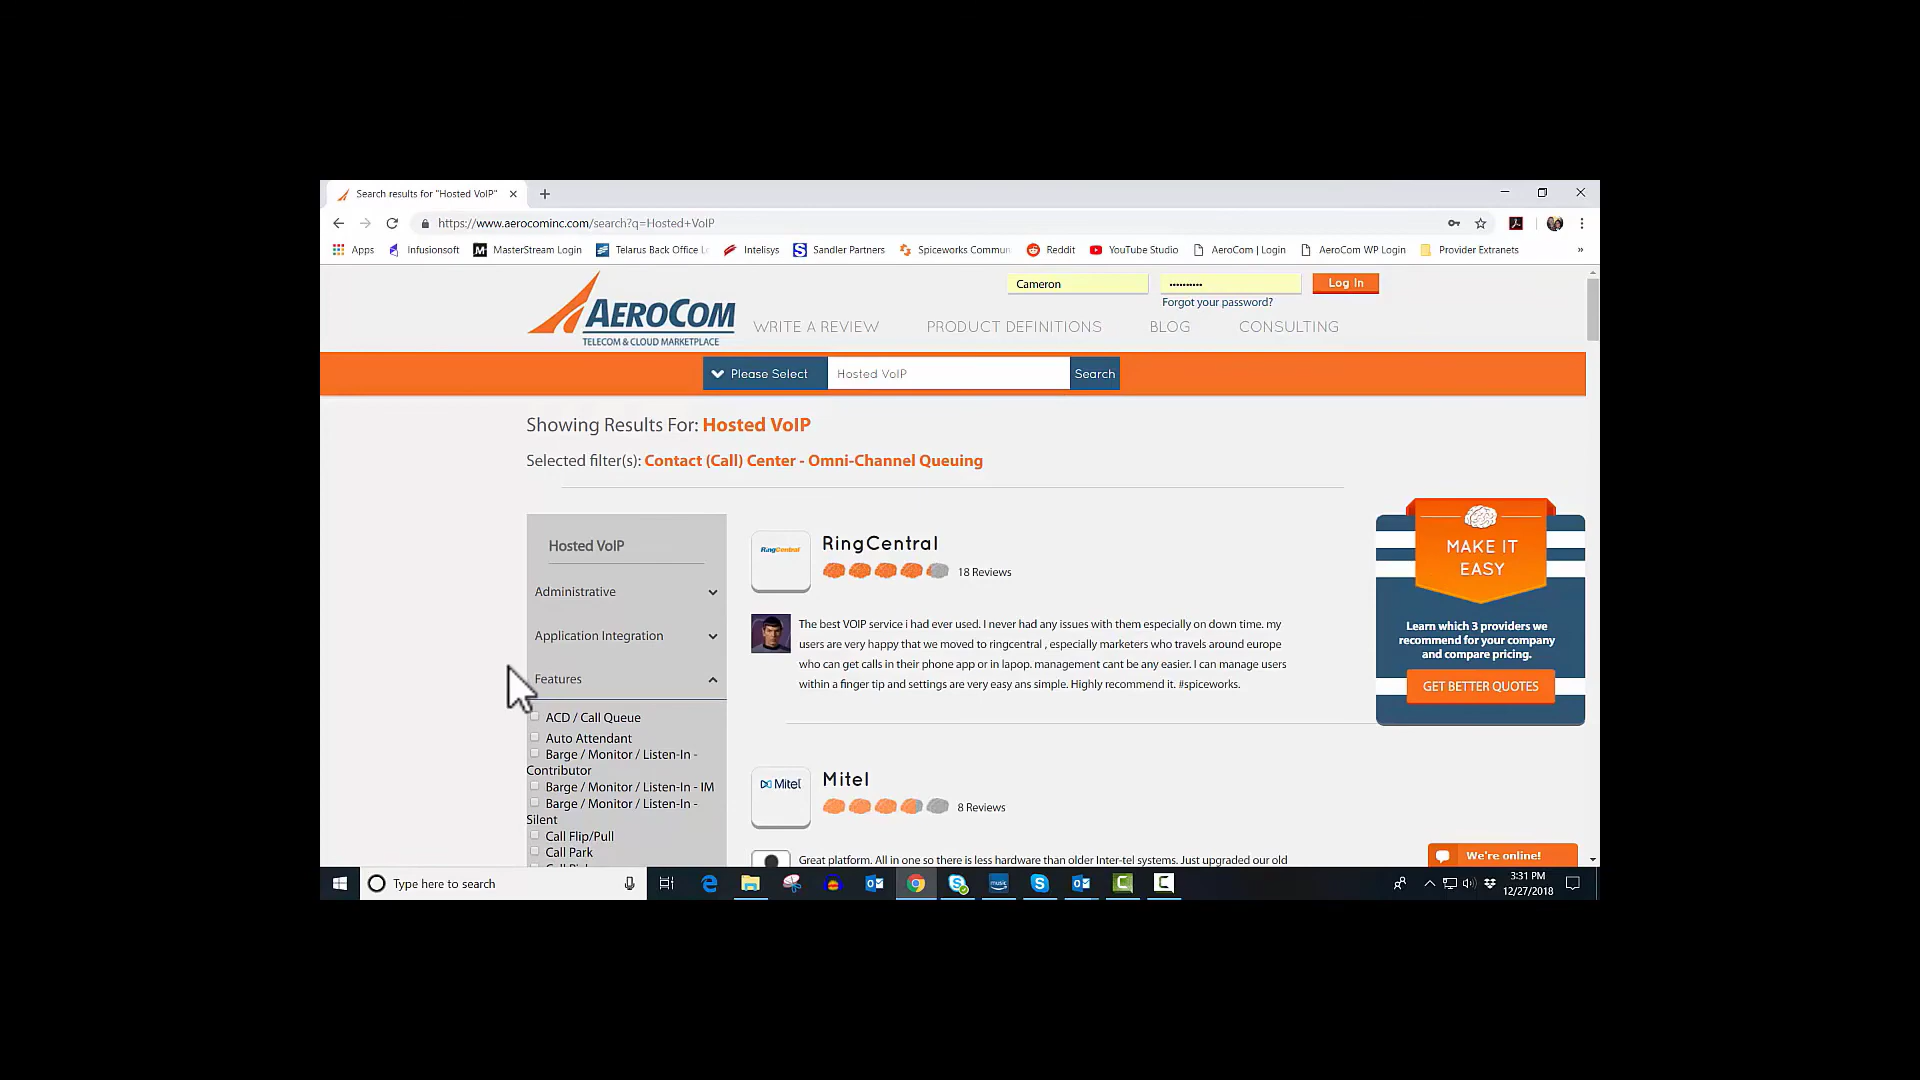 Search results for "Hosted VoIP"
https://www.aerocominc.com/search?q=Hosted+VoIP
Apps Infusionsoft MasterStream Login Telarus Back Office Lo Intelisys Sandler Partners Spiceworks Commun Reddit YouTube Studio AeroCom | Login AeroCom WP Login Provider Extranets »
AEROCOM
TELECOM & CLOUD MARKETPLACE
Cameron
Log In
Forgot your password?
WRITE A REVIEW PRODUCT DEFINITIONS BLOG CONSULTING
Please Select Hosted VoIP Search
Showing Results For: Hosted VoIP
Selected filter(s): Contact (Call) Center - Omni-Channel Queuing
Hosted VoIP
Administrative
Application Integration
Features
ACD / Call Queue
Auto Attendant
Barge / Monitor / Listen-In -
Contributor
Barge / Monitor / Listen-In - IM
Barge / Monitor / Listen-In -
Silent
Call Flip/Pull
Call Park
RingCentral
RingCentral
18 Reviews
The best VOIP service i had ever used. I never had any issues with them especially on down time. my
users are very happy that we moved to ringcentral , especially marketers who travels around europe
who can get calls in their phone app or in lapop. management cant be any easier. I can manage users
within a finger tip and settings are very easy ans simple. Highly recommend it. #spiceworks.
Mitel
Mitel
8 Reviews
Great platform. All in one so there is less hardware than older Inter-tel systems. Just upgraded our old
MAKE IT
EASY
Learn which 3 providers we
recommend for your company
and compare pricing.
GET BETTER QUOTES
We're online!
Type here to search
music
3:31 PM
12/27/2018